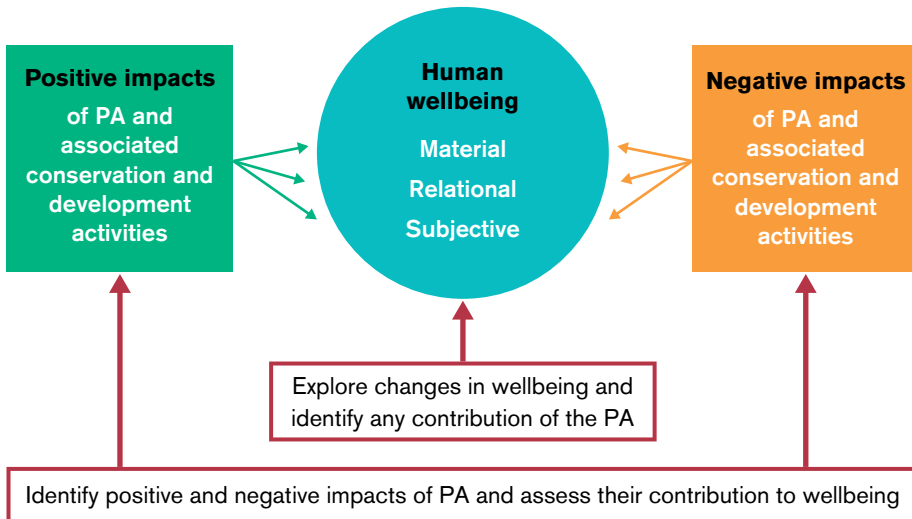 Positive impacts
of PA and
associated
conservation and
development
activities
Human
wellbeing
Material
Relational
Subjective
Negative impacts
of PA and
associated
conservation and
development
activities
Explore changes in wellbeing and
identify any contribution of the PA
Identify positive and negative impacts of PA and assess their contribution to wellbeing